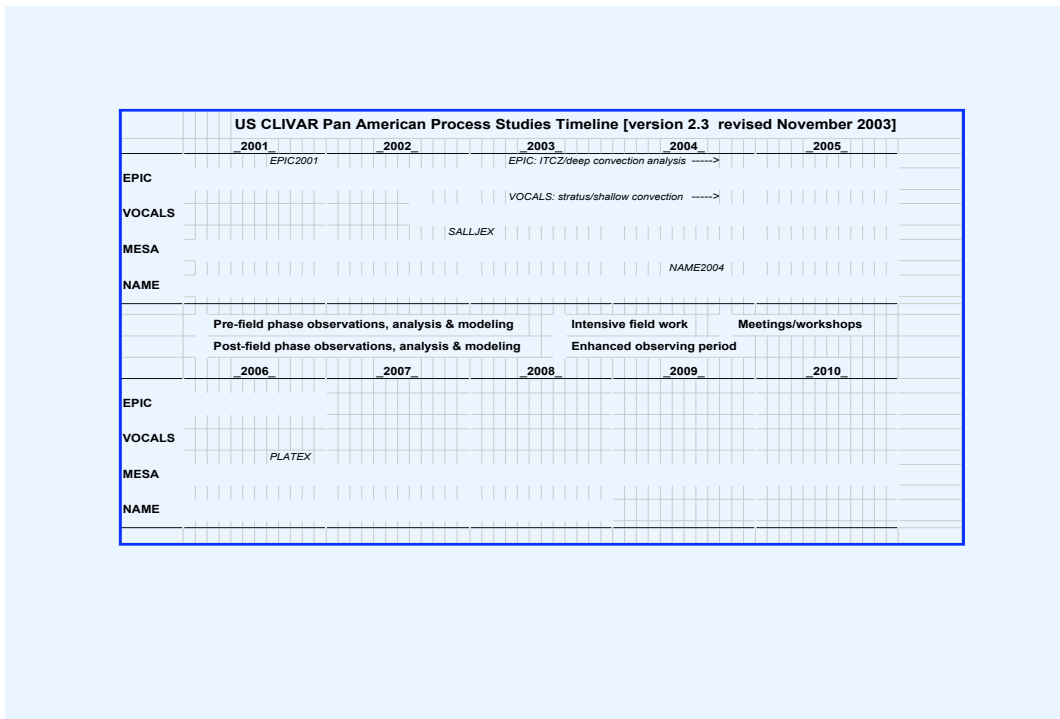 US CLIVAR Pan American Process Studies Timeline [version 2.3 revised November 2003]
_2001_ _2002_ _2003_ _2004_ _2005_
EPIC2001 EPIC: ITCZ/deep convection analysis ----->
EPIC
VOCALS: stratus/shallow convection ----->
VOCALS
SALLJEX
MESA
NAME2004
NAME
Pre-field phase observations, analysis & modeling Intensive field work Meetings/workshops
Post-field phase observations, analysis & modeling Enhanced observing period
_2006_ _2007_ _2008_ _2009_ _2010_
EPIC
VOCALS
PLATEX
MESA
NAME